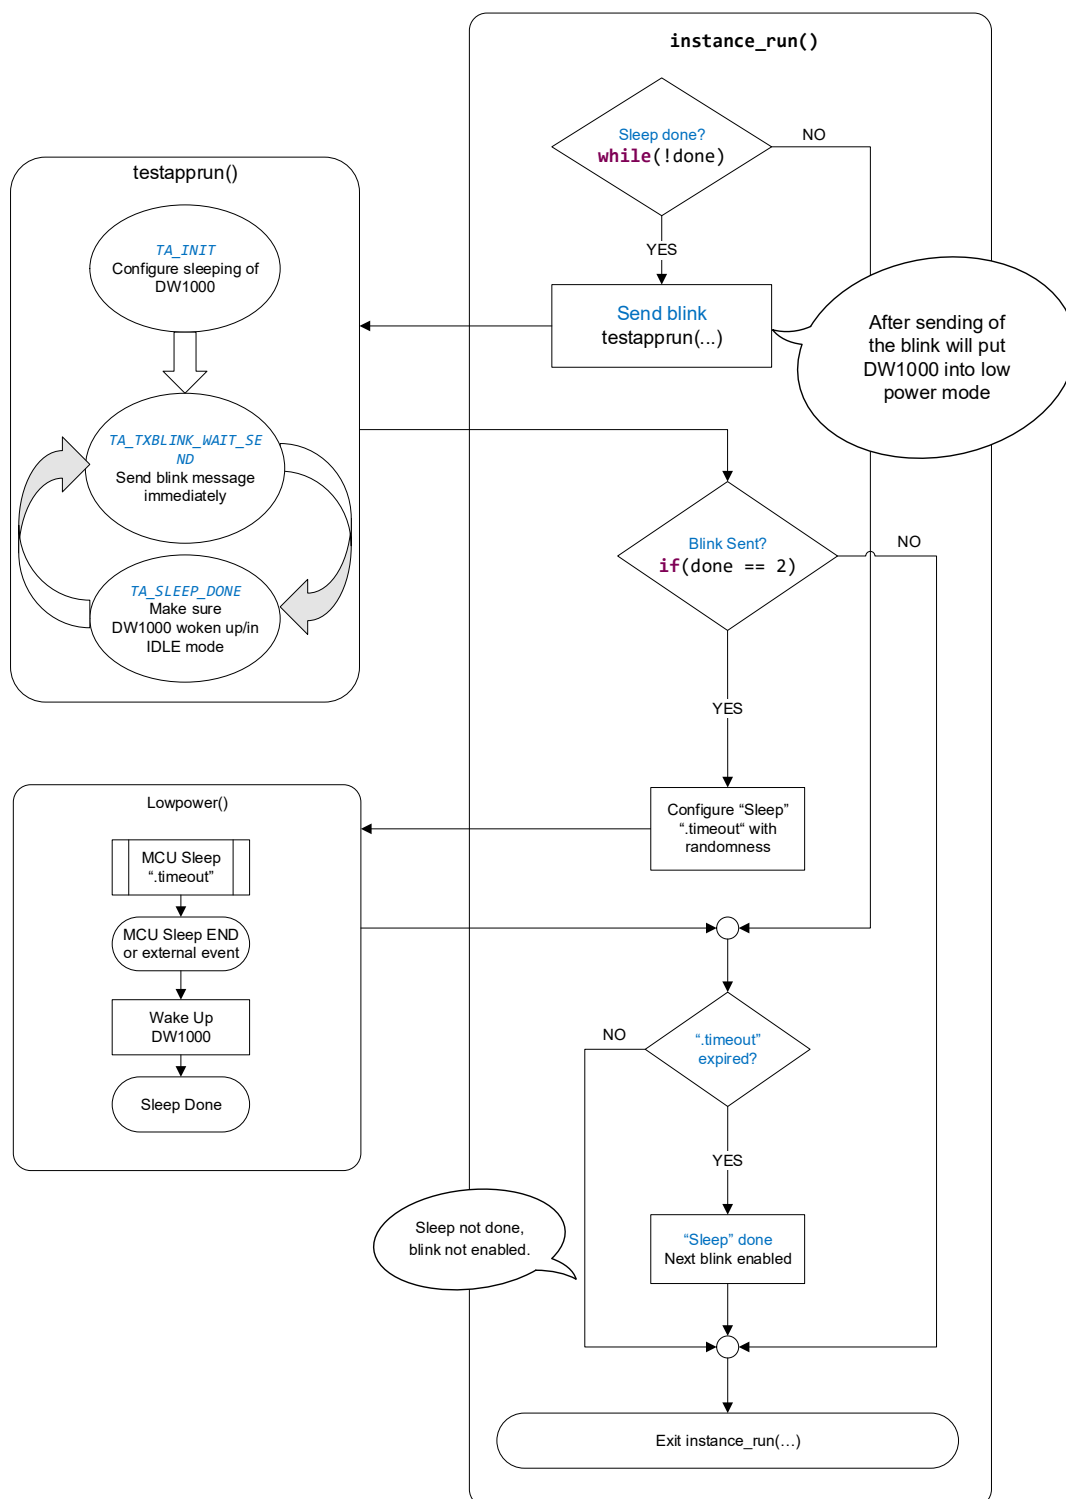 instance_run()
Sleep done?
while(!done)
NO
YES
Send blink
testapprun(...)
After sending of
the blink will put
DW1000 into low
power mode
testapprun()
TA_INIT
Configure sleeping of
DW1000
TA_TXBLINK_WAIT_SE
ND
Send blink message
immediately
TA_SLEEP_DONE
Make sure
DW1000 woken up/in
IDLE mode
Blink Sent?
if(done == 2)
NO
YES
Configure “Sleep”
“.timeout“ with
randomness
Lowpower()
MCU Sleep
“.timeout”
MCU Sleep END
or external event
Wake Up
DW1000
Sleep Done
“.timeout”
expired?
NO
YES
Sleep not done,
blink not enabled.
“Sleep” done
Next blink enabled
Exit instance_run(…)